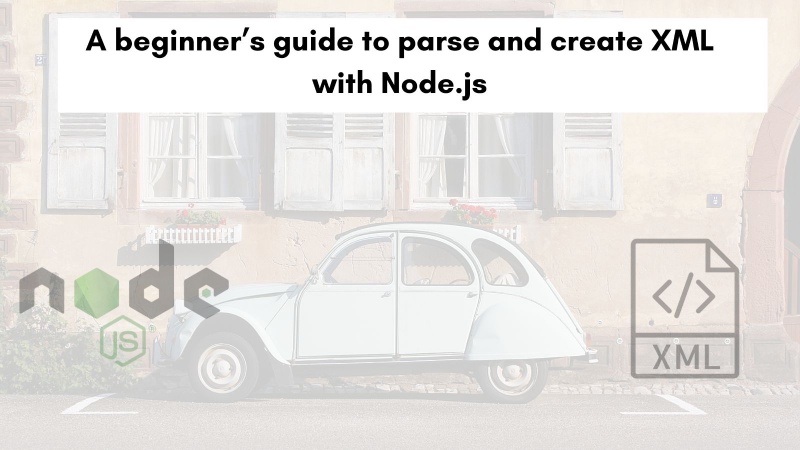 A beginner’s guide to parse and create XML
with Node.js
node
JS
XML